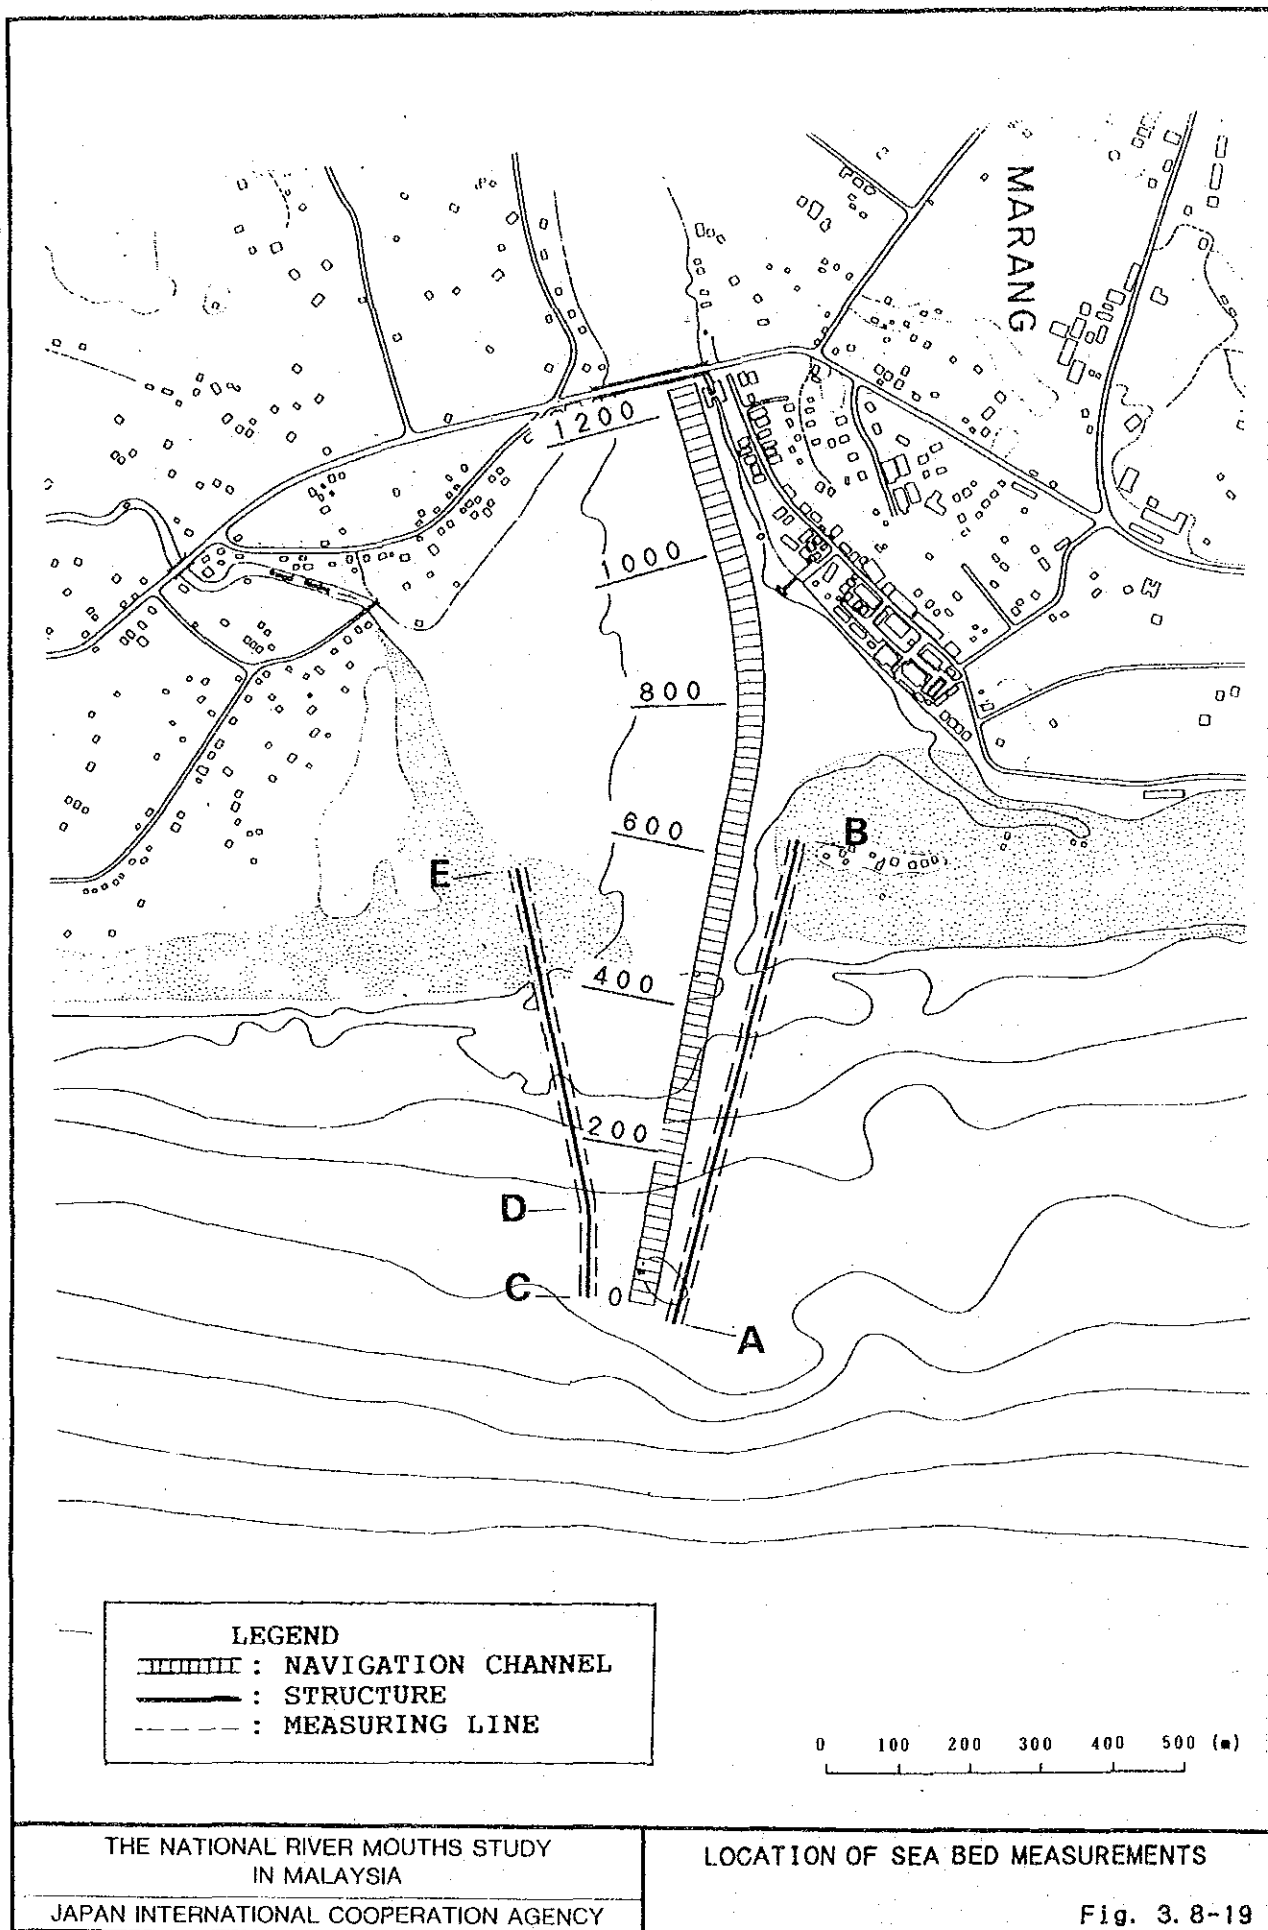 MARANG
1200
1000
800
600
B
E
400
200
D
C
0
A
LEGEND
: NAVIGATION CHANNEL
: STRUCTURE
: MEASURING LINE
0 100 200 300 400 500 (m)
THE NATIONAL RIVER MOUTHS STUDY
IN MALAYSIA
JAPAN INTERNATIONAL COOPERATION AGENCY
LOCATION OF SEA BED MEASUREMENTS
Fig. 3.8-19